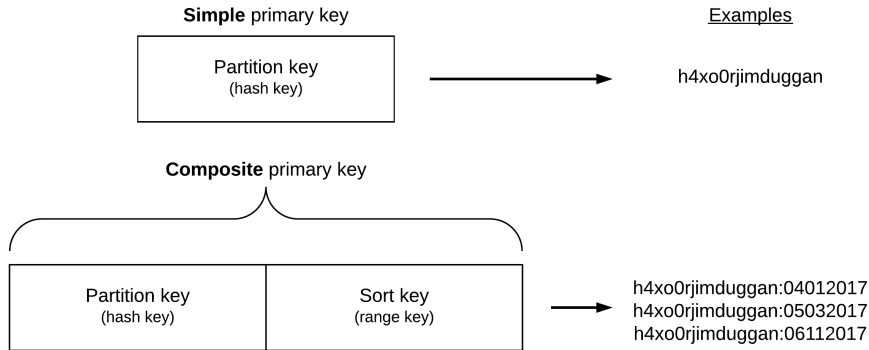 Simple primary key
Examples
Partition key
(hash key)
h4xo0rjimduggan
Composite primary key
Partition key
(hash key)
Sort key
(range key)
h4xo0rjimduggan:04012017
h4xo0rjimduggan:05032017
h4xo0rjimduggan:06112017